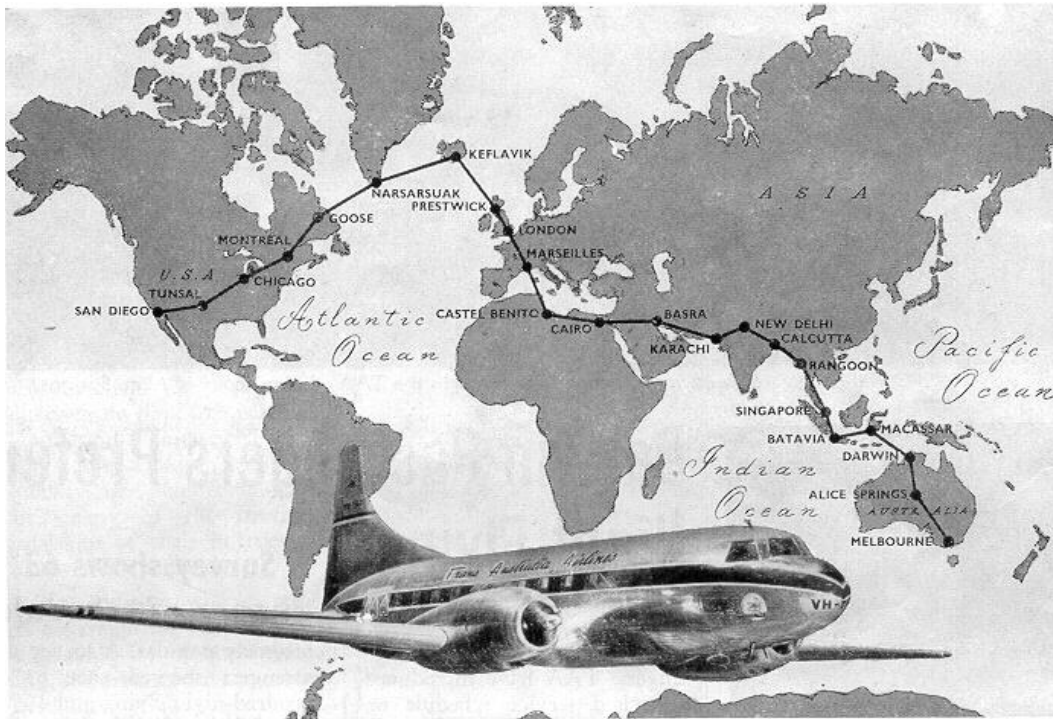 KEFLAVIK
NARSARSUAK
PRESTWICK
ASIA
GOOSE
LONDON
MONTREAL
MARSEILLES
U.S.A
CHICAGO
TUNSAL
SAN DIEGO
Atlantic
Ocean
CASTEL BENITO
CAIRO
BASRA
KARACHI
NEW DELHI
CALCUTTA
RANGOON
Pacific
Ocean
SINGAPORE
BATAVIA
MACASSAR
DARWIN
Indian
Ocean
ALICE SPRINGS
AUSTRALIA
MELBOURNE
Trans Australia Airlines
VH-